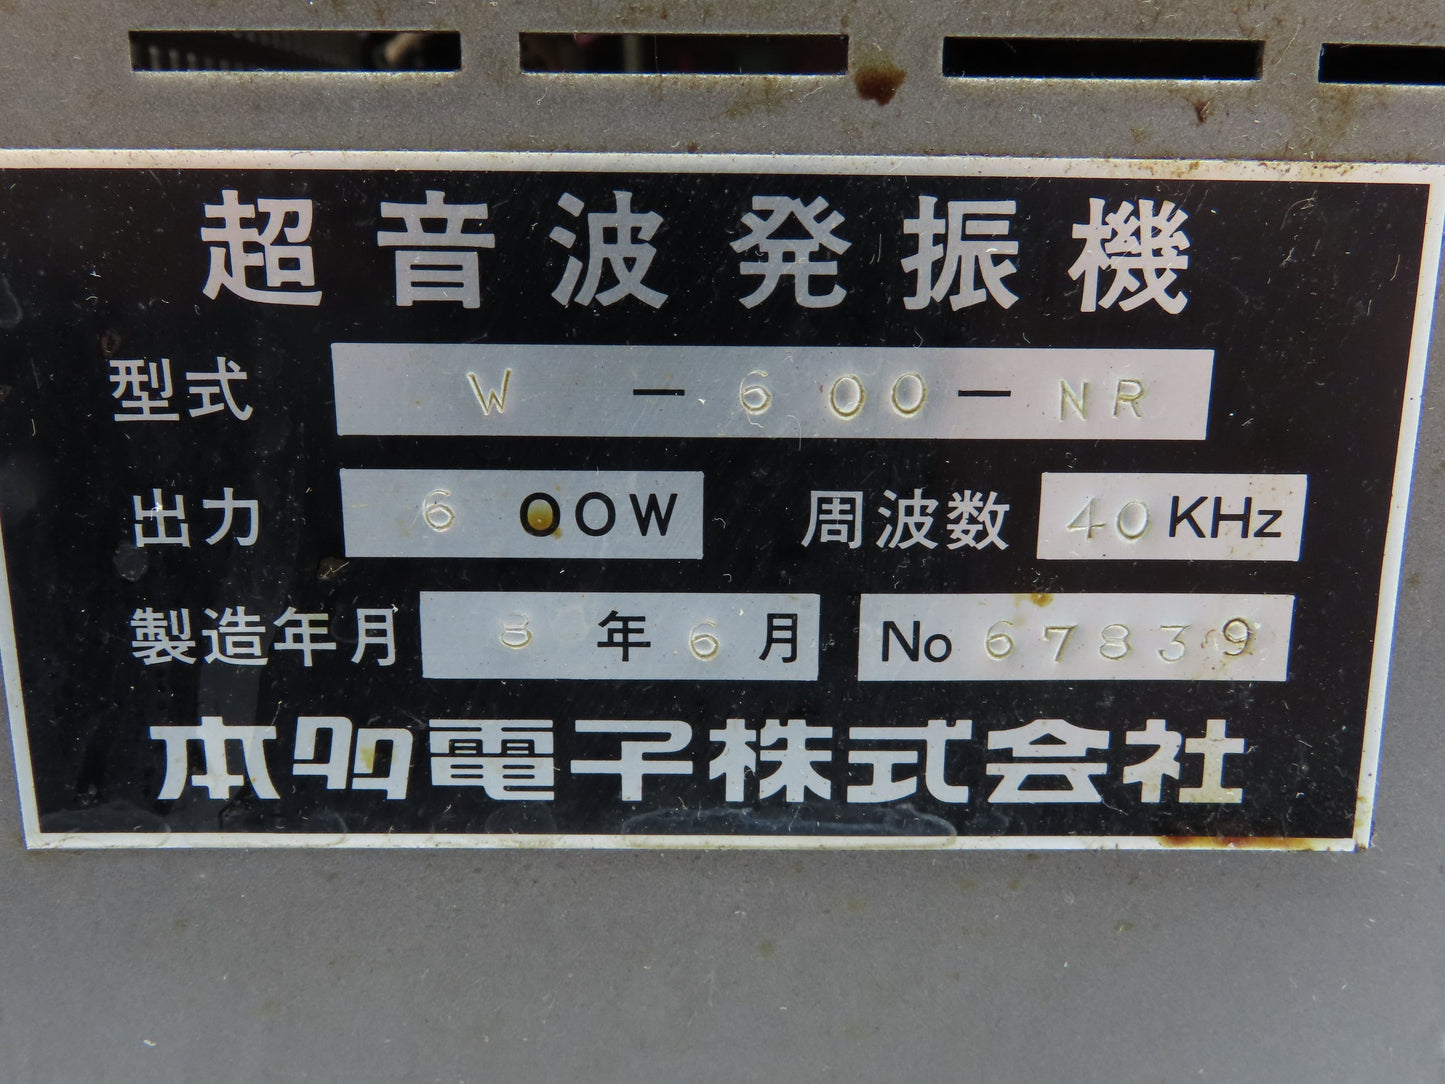 超音波発振機
型式 W-600-NR
出力 600W 周波数 40KHz
製造年月 8年6月 No 67839
本多電子株式会社